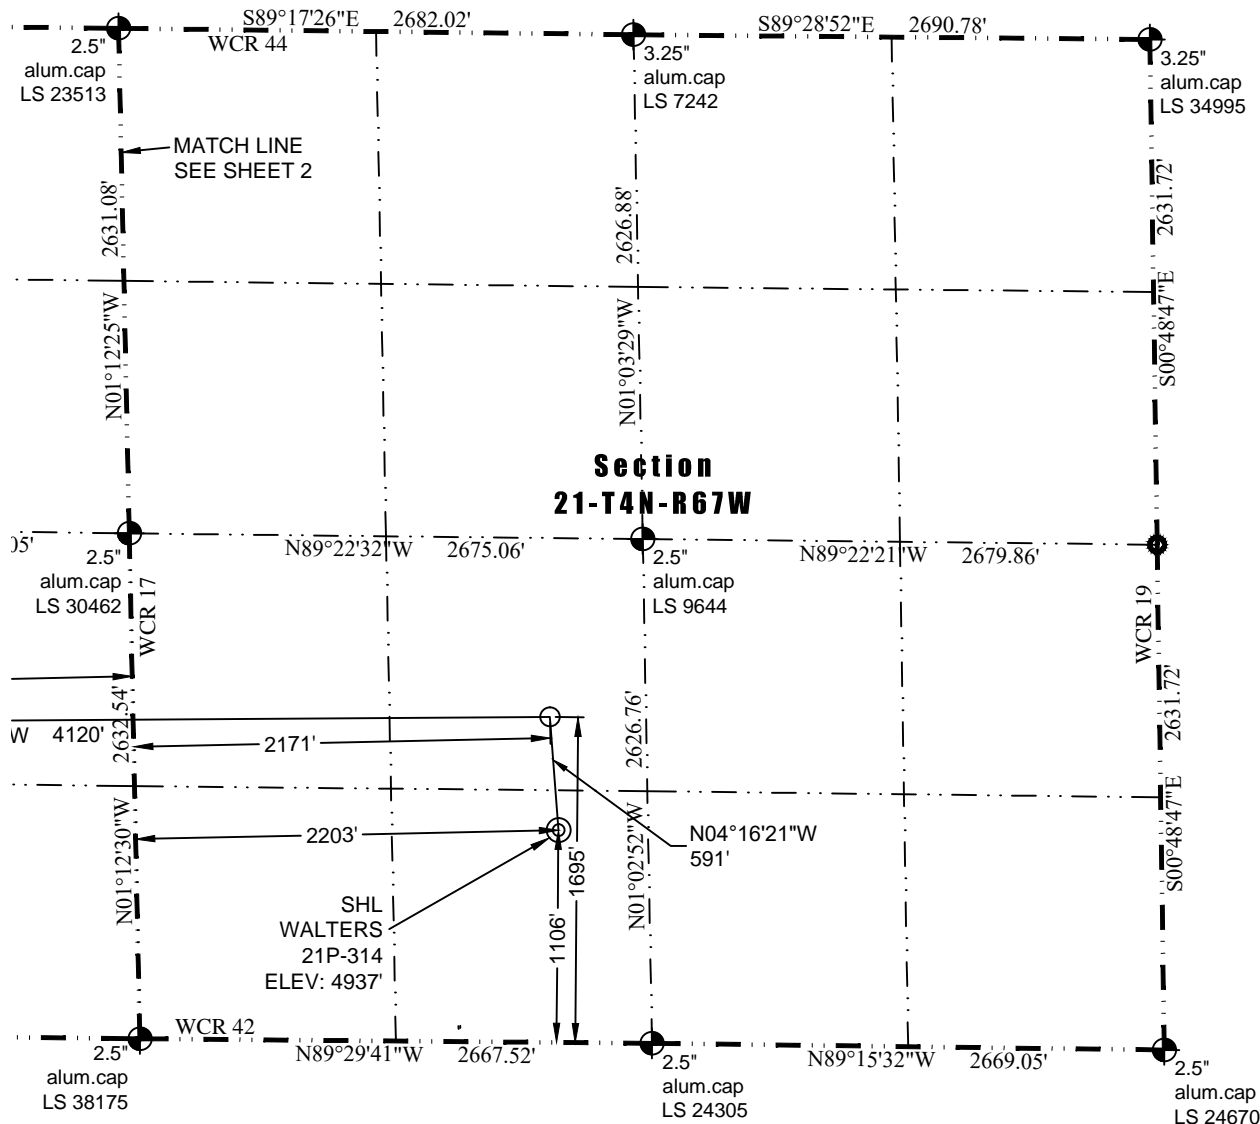 S89°17'26"E 2682.02'
S89°28'52"E 2690.78'
WCR 44
2.5"
alum.cap
LS 23513
3.25"
alum.cap
LS 7242
3.25"
alum.cap
LS 34995
MATCH LINE
SEE SHEET 2
2631.08'
N01°12'25"W
2626.88'
N01°03'29"W
2631.72'
S00°48'47"E
Section
21-T4N-R67W
05'
2.5"
alum.cap
LS 30462
N89°22'32"W 2675.06'
2.5"
alum.cap
LS 9644
N89°22'21"W 2679.86'
WCR 17
WCR 19
2632.54'
N01°12'30"W
W 4120'
2171'
2203'
2626.76'
N01°02'52"W
2631.72'
S00°48'47"E
N04°16'21"W
591'
1695'
1106'
SHL
WALTERS
21P-314
ELEV: 4937'
WCR 42
2.5"
alum.cap
LS 38175
N89°29'41"W 2667.52'
2.5"
alum.cap
LS 24305
N89°15'32"W 2669.05'
2.5"
alum.cap
LS 24670